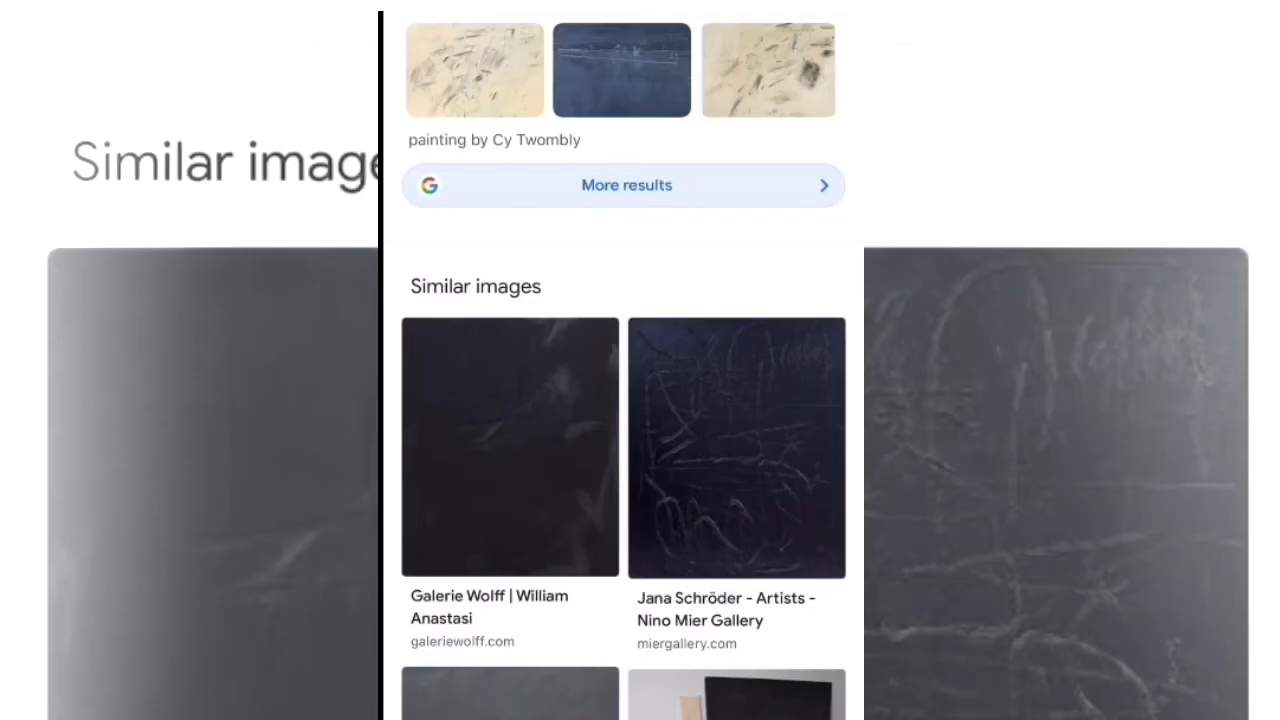 painting by Cy Twombly
More results
Similar image
Similar images
Galerie Wolff | William
Anastasi
galeriewolff.com
Jana Schröder - Artists -
Nino Mier Gallery
miergallery.com